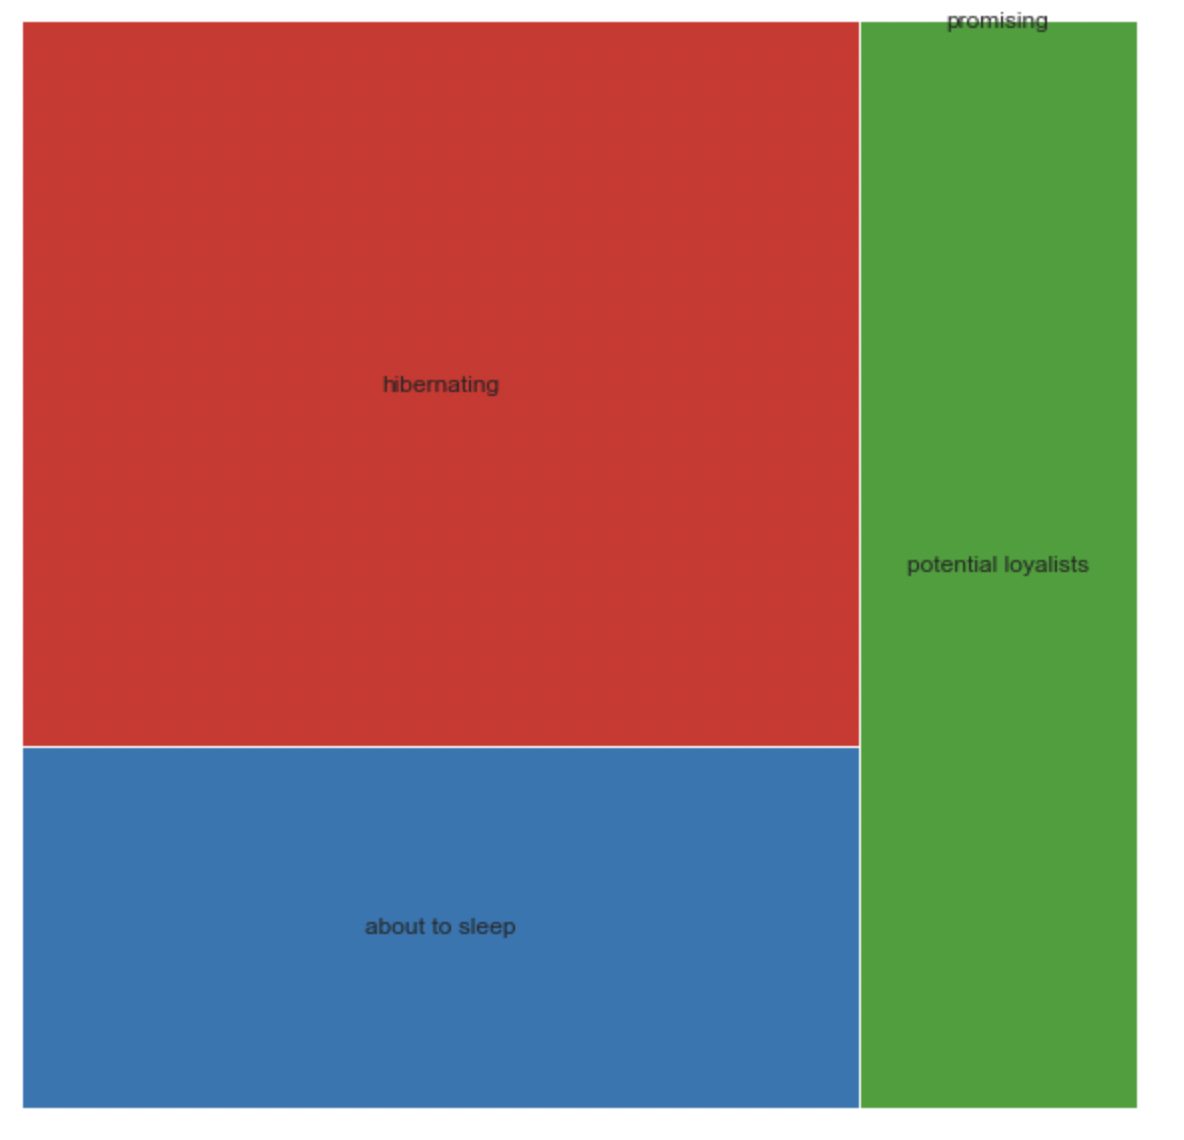 promising
hibernating
potential loyalists
about to sleep